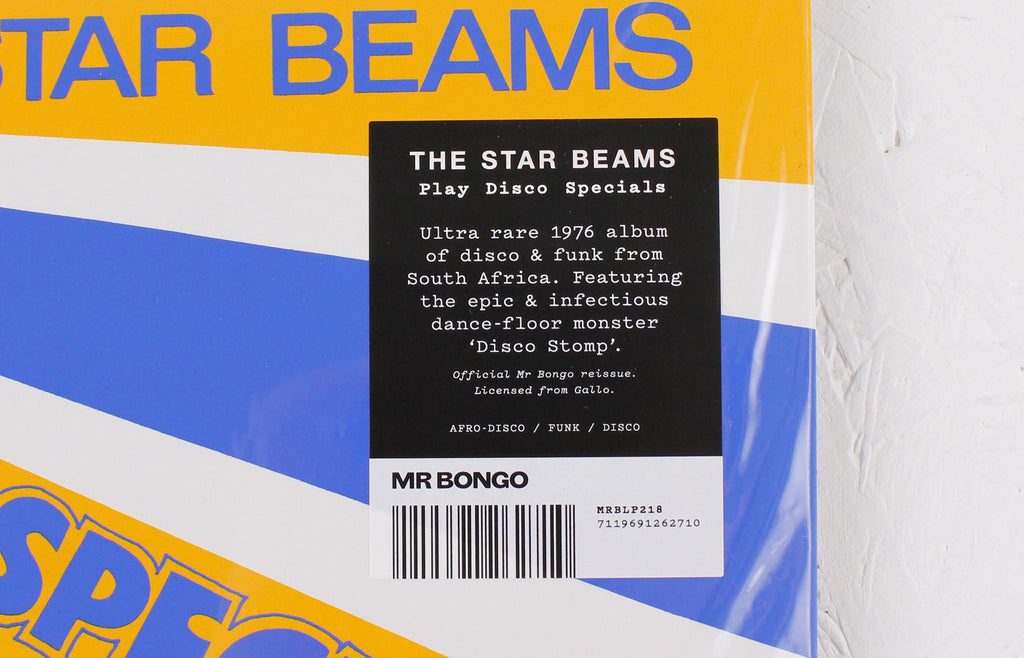 STAR BEAMS
THE STAR BEAMS
Play Disco Specials
Ultra rare 1976 album
of disco & funk from
South Africa. Featuring
the epic & infectious
dance-floor monster
‘Disco Stomp’.
Official Mr Bongo reissue.
Licensed from Gallo.
AFRO-DISCO / FUNK / DISCO
MR BONGO
MRBLP218
7119691262710
SPEC